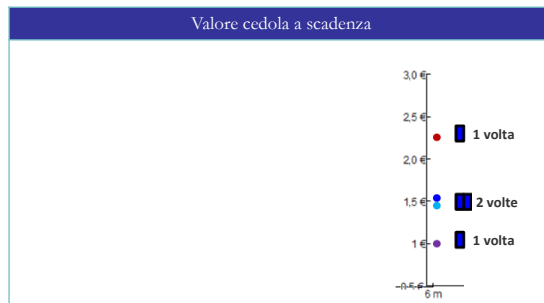 Valore cedola a scadenza
3,0 €
2,5 €
1 volta
2,0 €
1,5 €
2 volte
1 €
1 volta
0,5 €
6 m